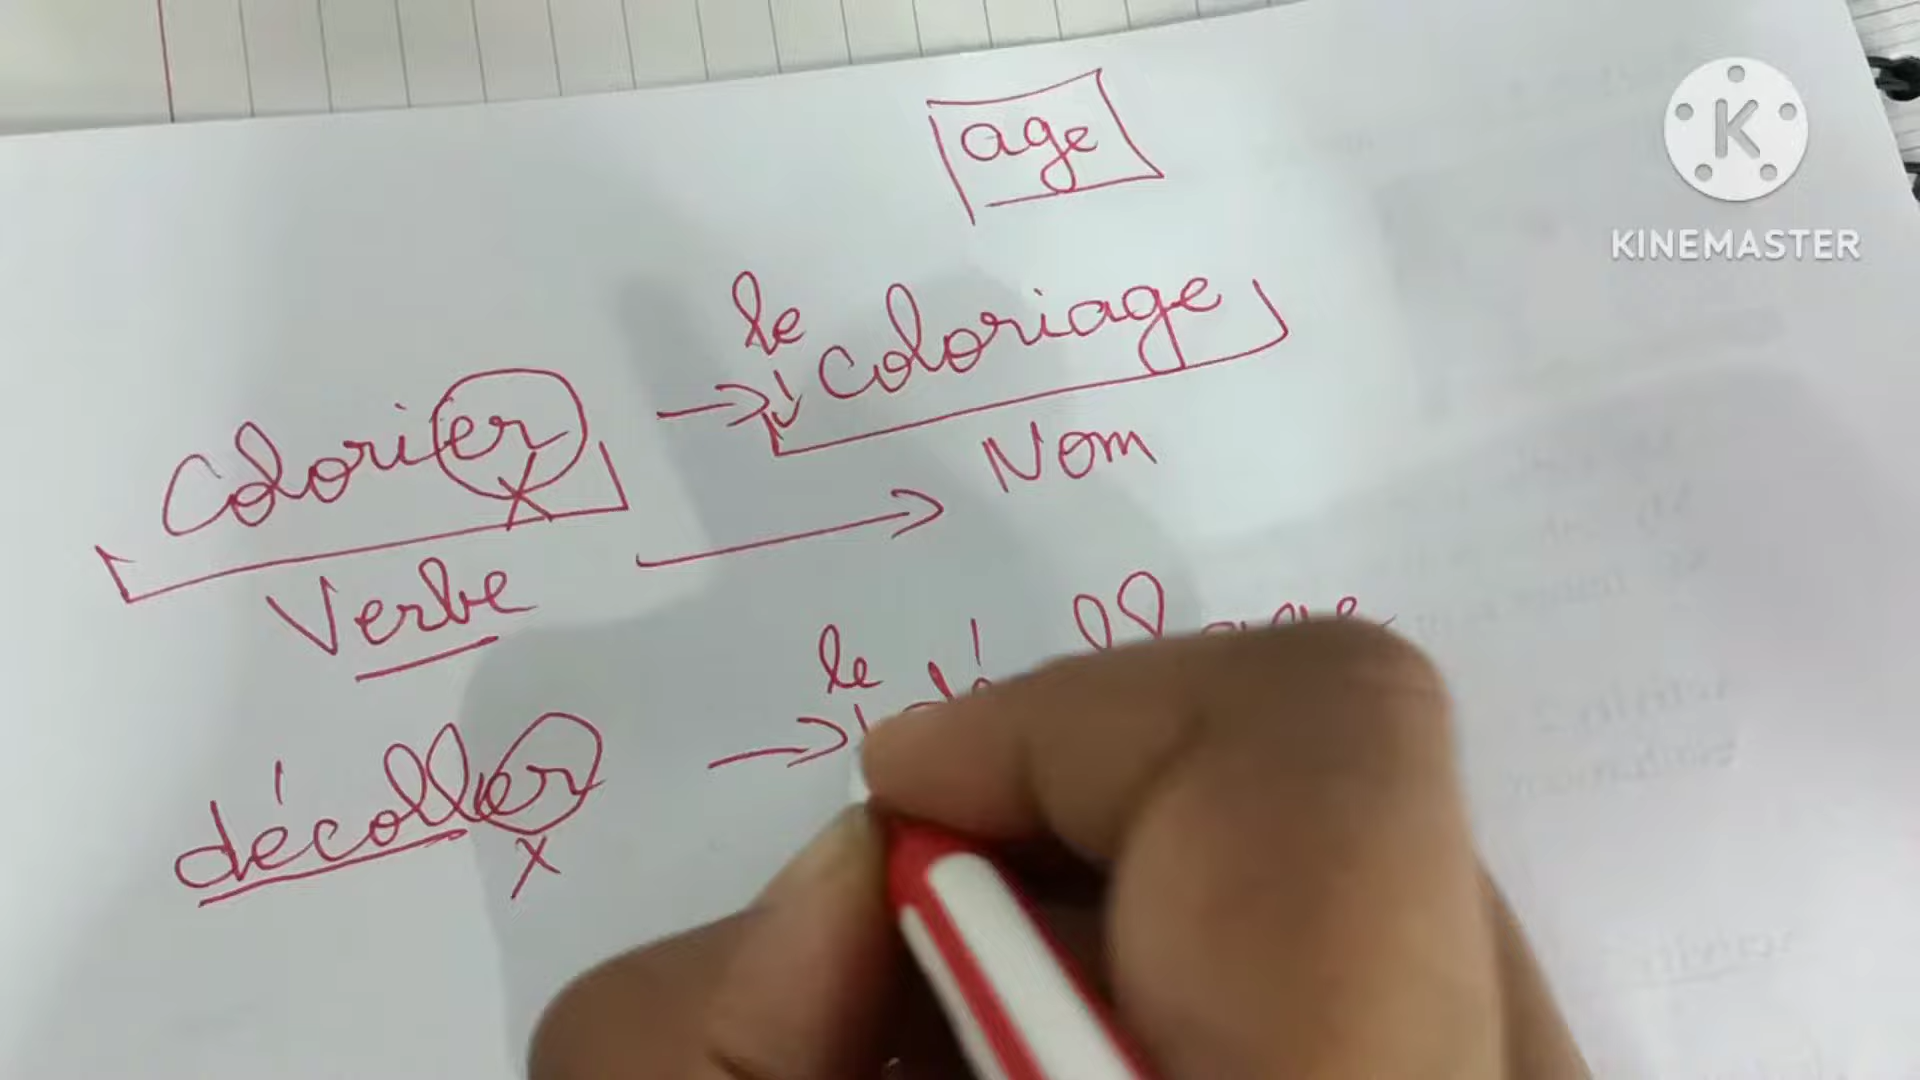 age
colorier → le coloriage
Verbe → Nom
décoller → le
KINEMASTER